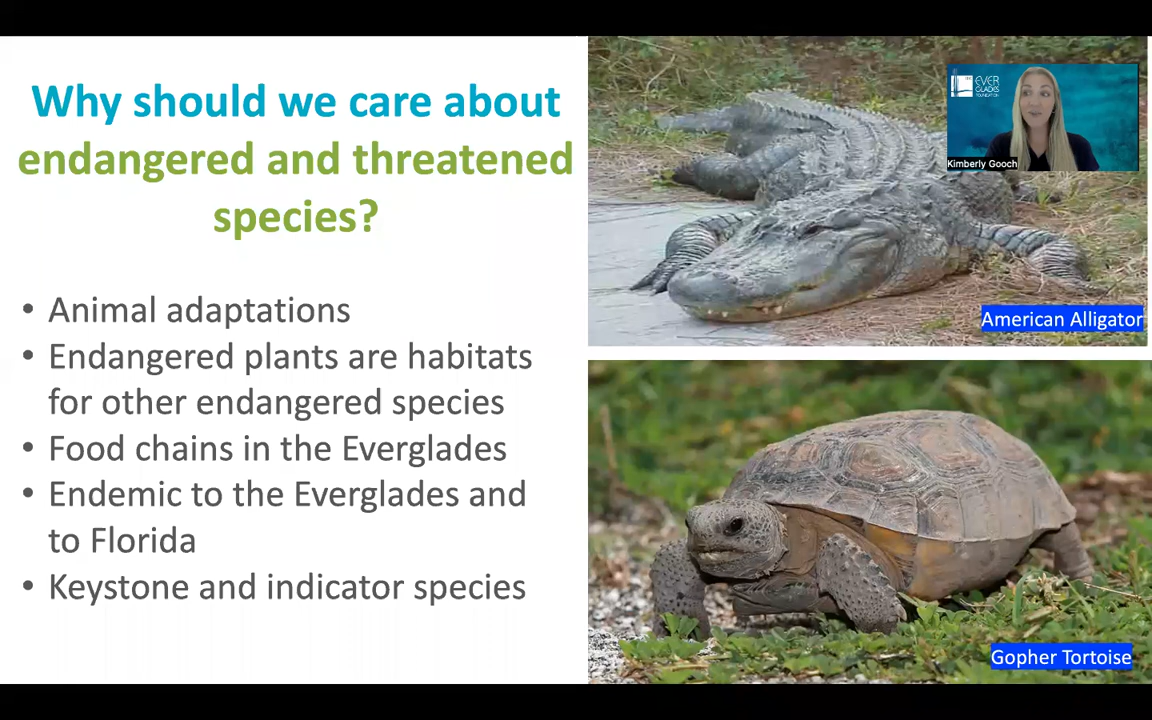 Why should we care about
endangered and threatened
species?
• Animal adaptations
• Endangered plants are habitats
for other endangered species
• Food chains in the Everglades
• Endemic to the Everglades and
to Florida
• Keystone and indicator species
EVER
GLADES
FOUNDATION
Kimberly Gooch
American Alligator
Gopher Tortoise